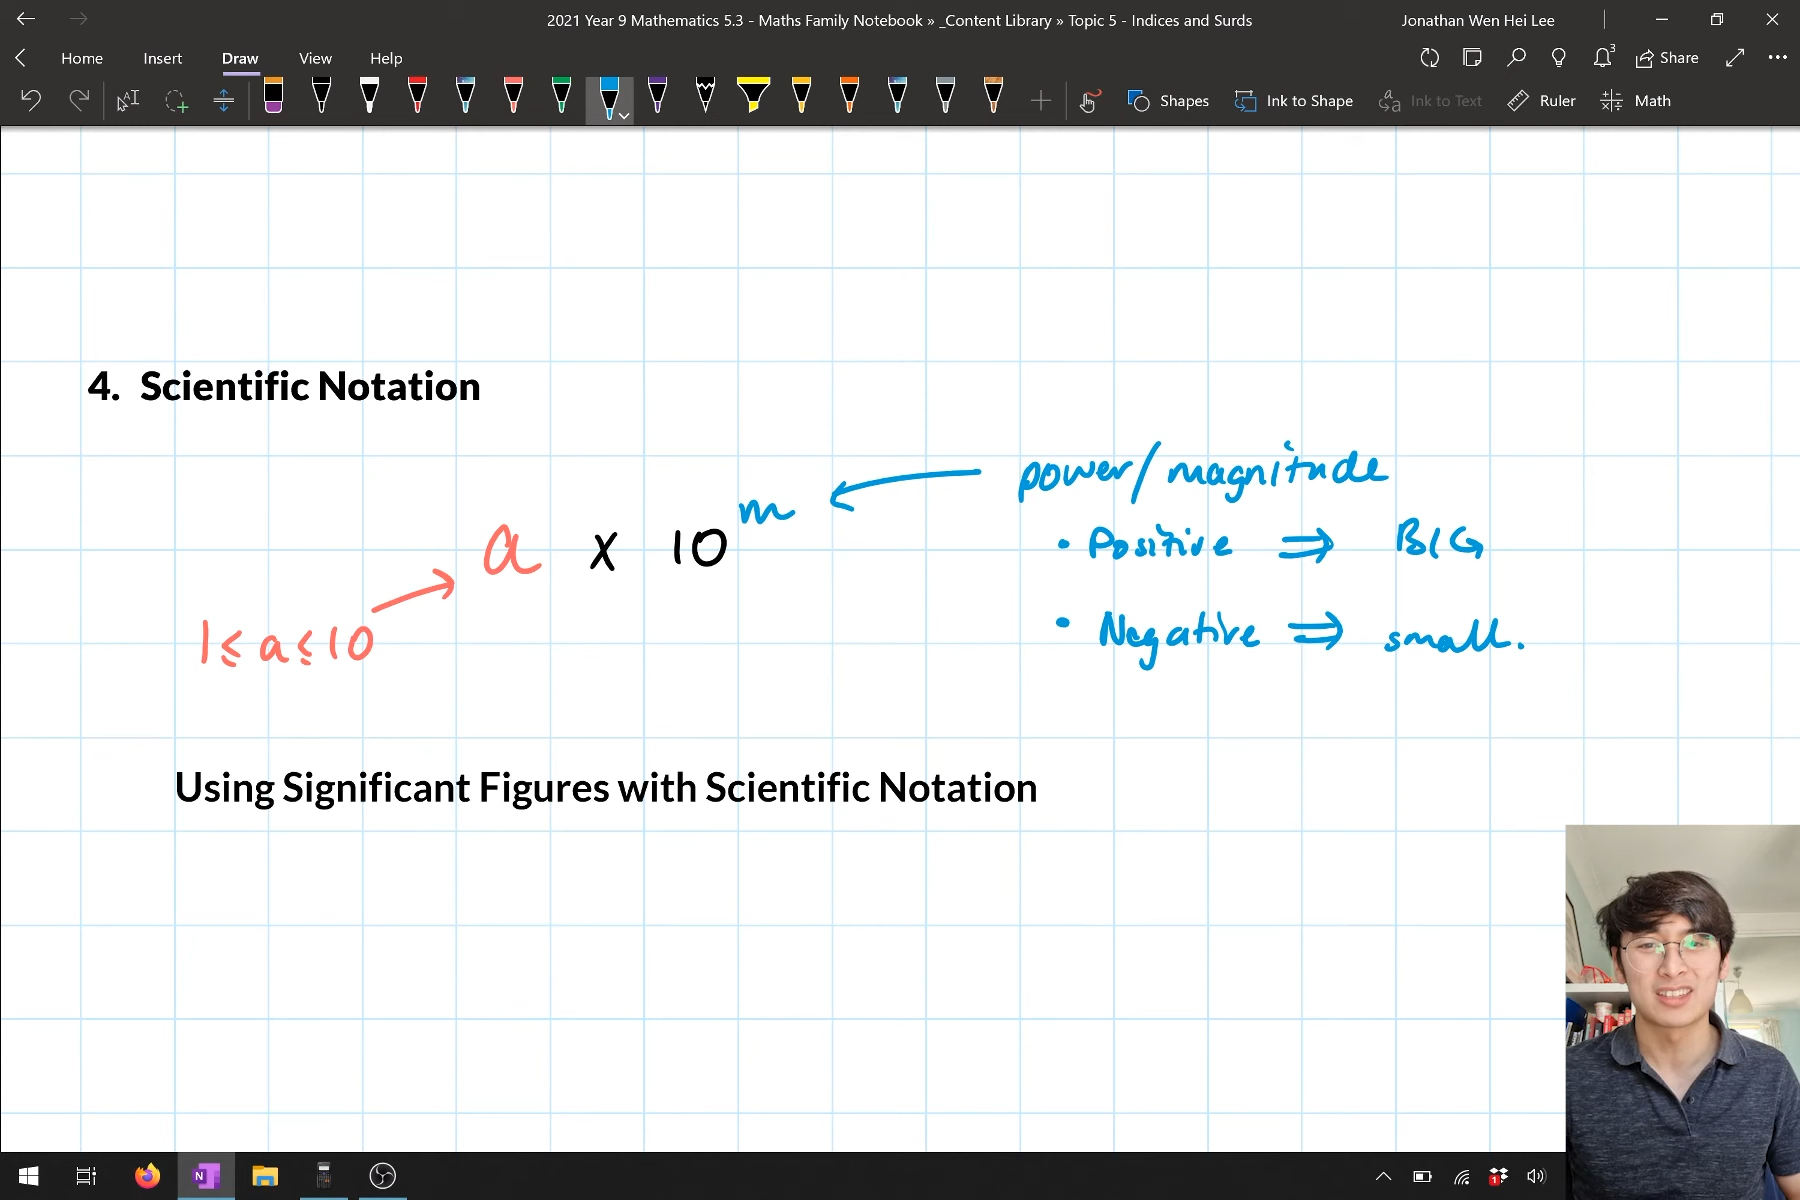 2021 Year 9 Mathematics 5.3 - Maths Family Notebook » _Content Library » Topic 5 - Indices and Surds
Jonathan Wen Hei Lee
Home Insert Draw View Help
3 Share
Shapes Ink to Shape Ink to Text Ruler Math
4. Scientific Notation
power/magnitude
a × 10^m
• Positive ⇒ BIG
1 ≤ a ≤ 10
• Negative ⇒ small.
Using Significant Figures with Scientific Notation
N
1